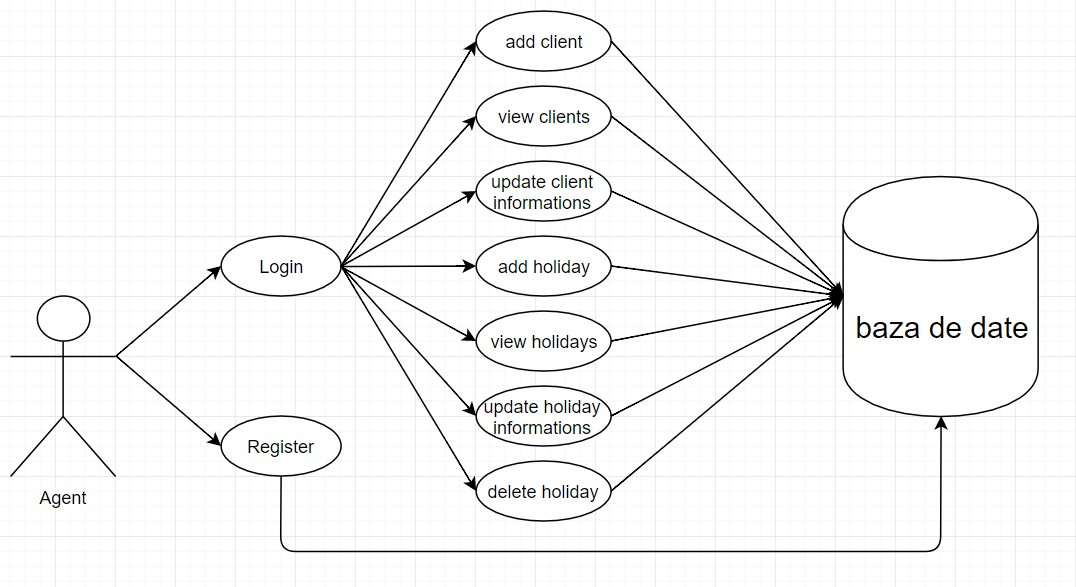 add client
view clients
update client
informations
Login
add holiday
view holidays
baza de date
update holiday
informations
Register
delete holiday
Agent